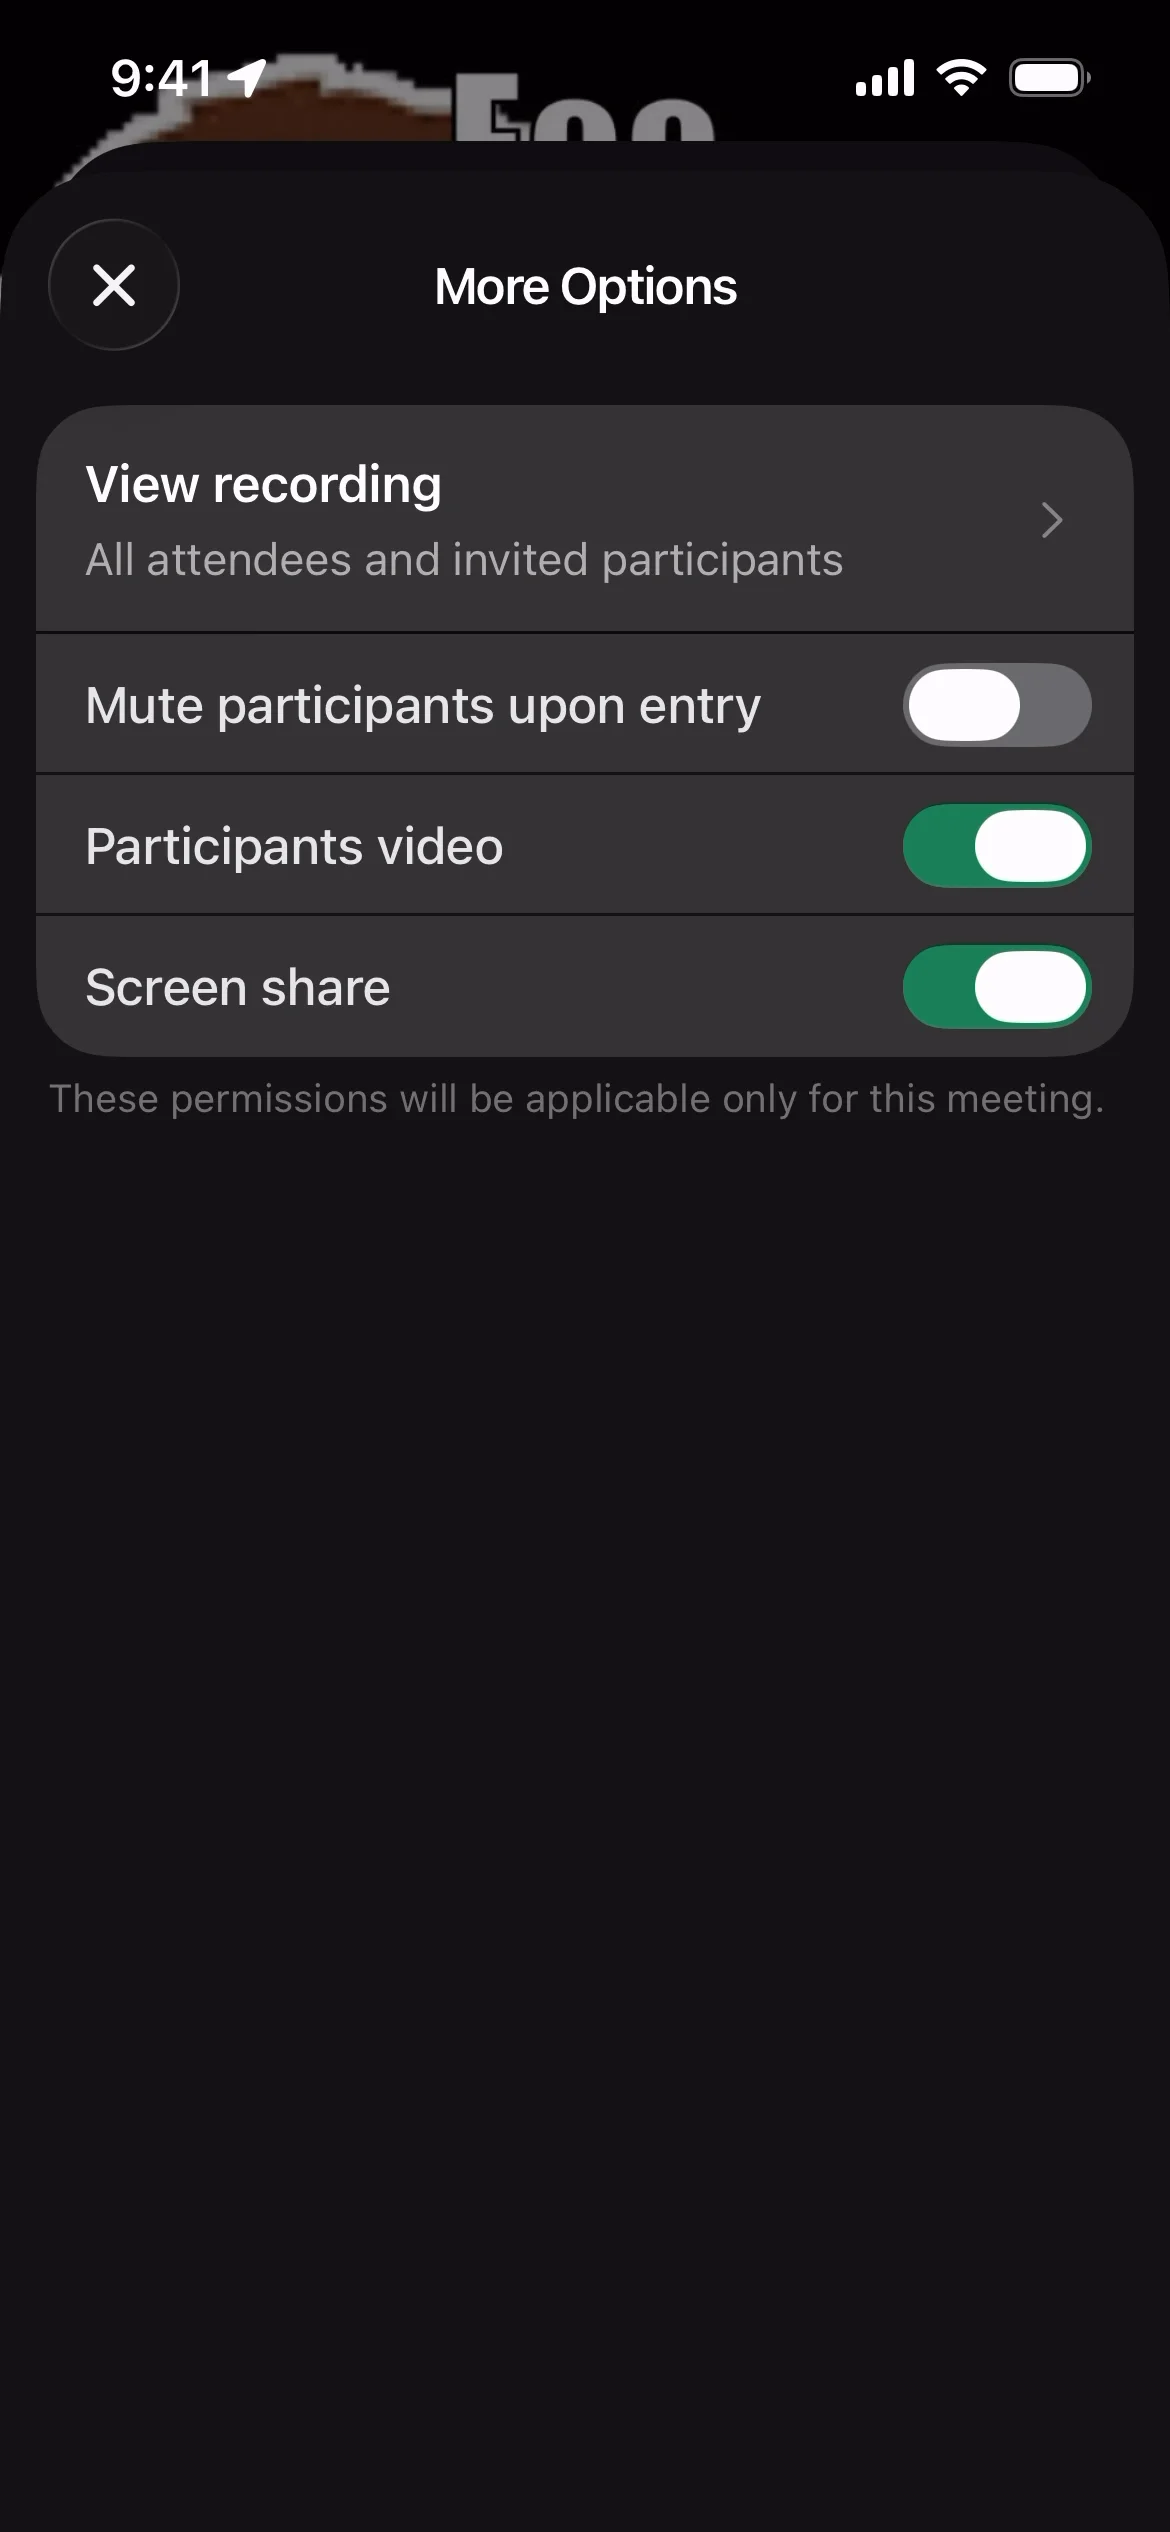 9:41
More Options
View recording
All attendees and invited participants
Mute participants upon entry
Participants video
Screen share
These permissions will be applicable only for this meeting.